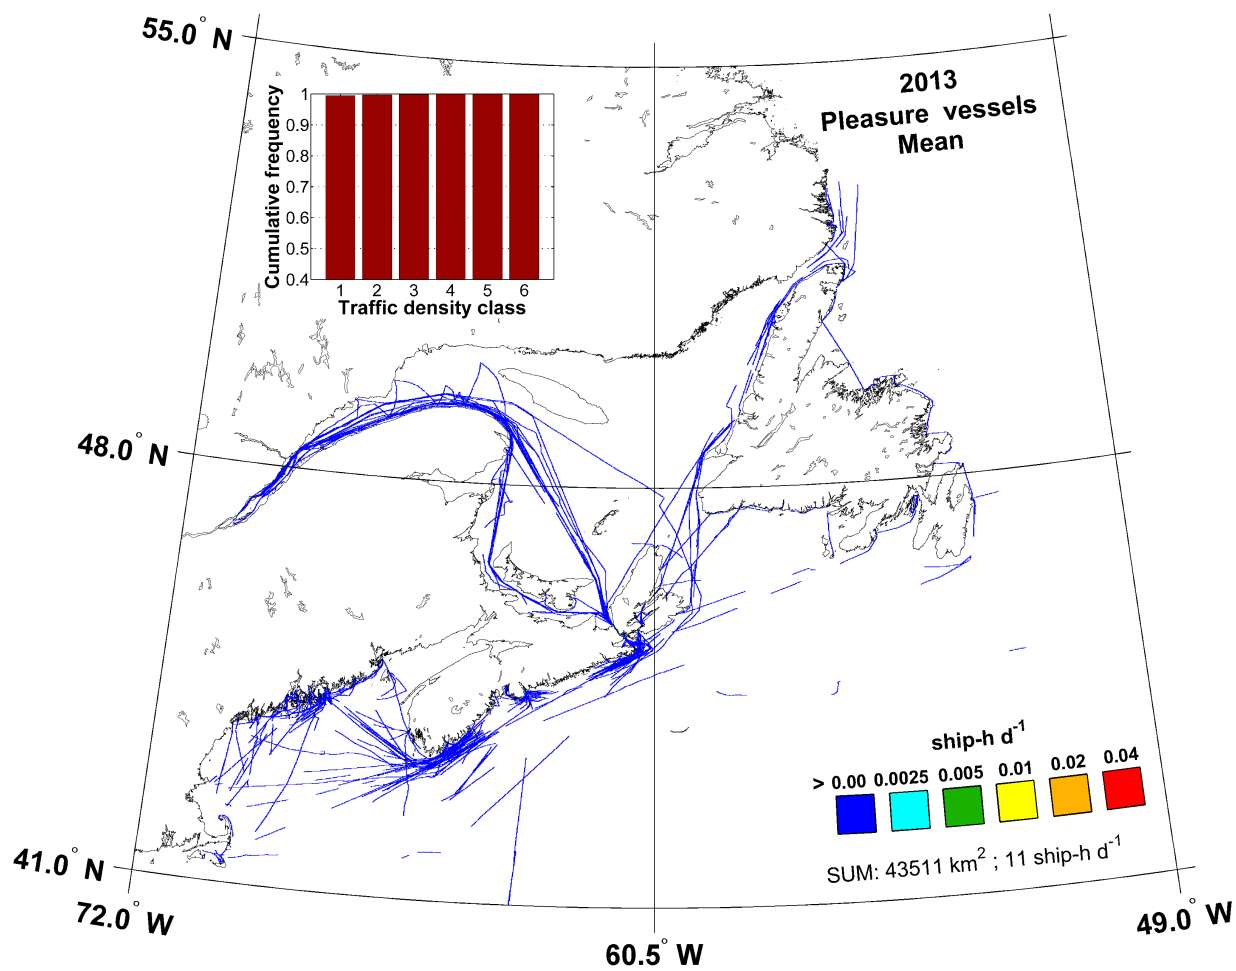 55.0° N
2013
Pleasure vessels
Mean
Cumulative frequency
1
0.9
0.8
0.7
0.6
0.5
0.4
1 2 3 4 5 6
Traffic density class
48.0° N
ship-h d-1
> 0.00 0.0025 0.005 0.01 0.02 0.04
SUM: 43511 km2 ; 11 ship-h d-1
41.0° N
72.0° W
60.5° W
49.0° W